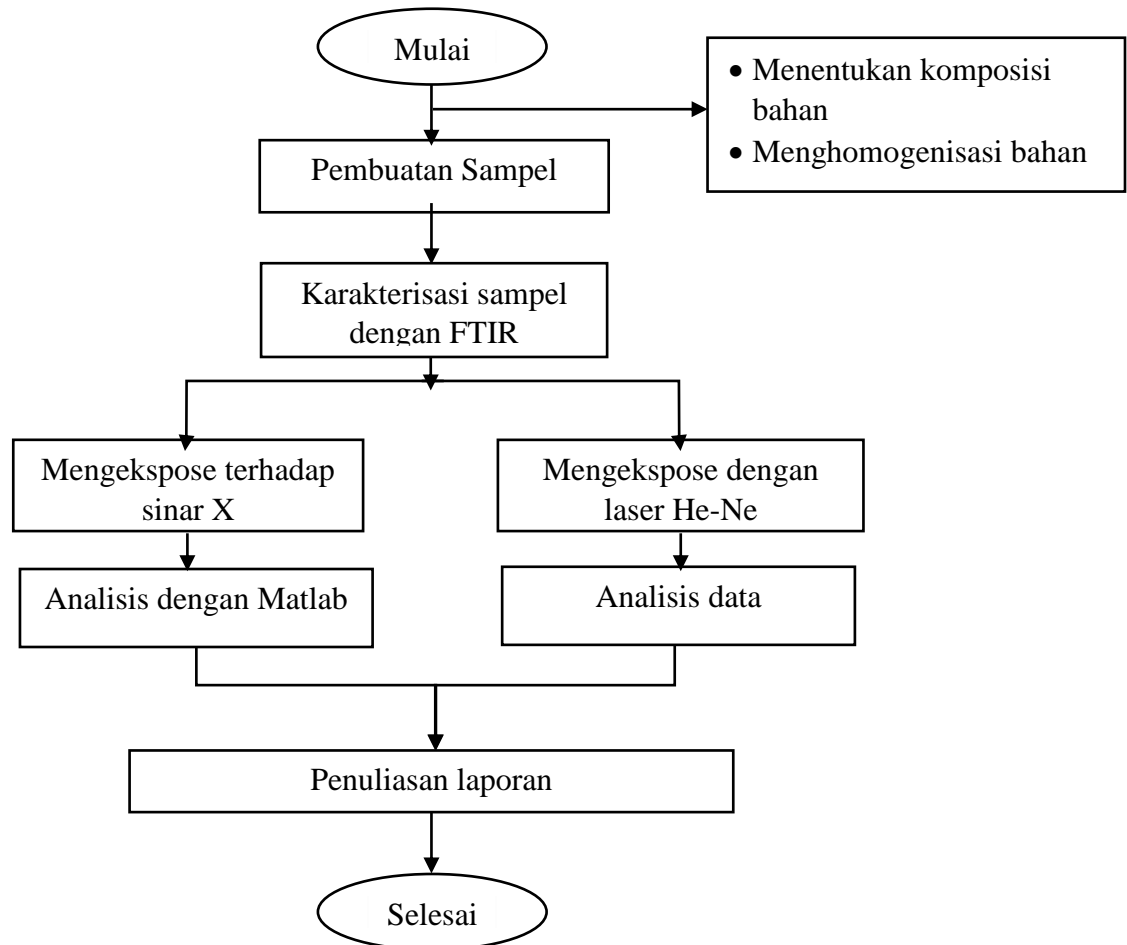 Mulai
• Menentukan komposisi
bahan
• Menghomogenisasi bahan
Pembuatan Sampel
Karakterisasi sampel
dengan FTIR
Mengekspose terhadap
sinar X
Mengekspose dengan
laser He-Ne
Analisis dengan Matlab
Analisis data
Penuliasan laporan
Selesai